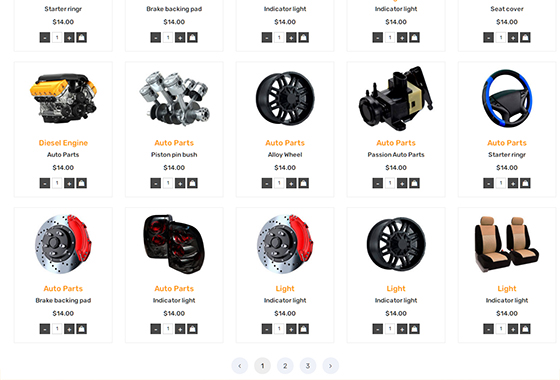 Starter ringr Brake backing pad Indicator light Indicator light Seat cover
$14.00 $14.00 $14.00 $14.00 $14.00
- 1 + - 1 + - 1 + - 1 + - 1 +
Diesel Engine Auto Parts Auto Parts Auto Parts Auto Parts
Auto Parts Piston pin bush Alloy Wheel Passion Auto Parts Starter ringr
$14.00 $14.00 $14.00 $14.00 $14.00
- 1 + - 1 + - 1 + - 1 + - 1 +
Auto Parts Auto Parts Light Light Light
Brake backing pad Indicator light Indicator light Indicator light Indicator light
$14.00 $14.00 $14.00 $14.00 $14.00
- 1 + - 1 + - 1 + - 1 + - 1 +
‹ 1 2 3 ›